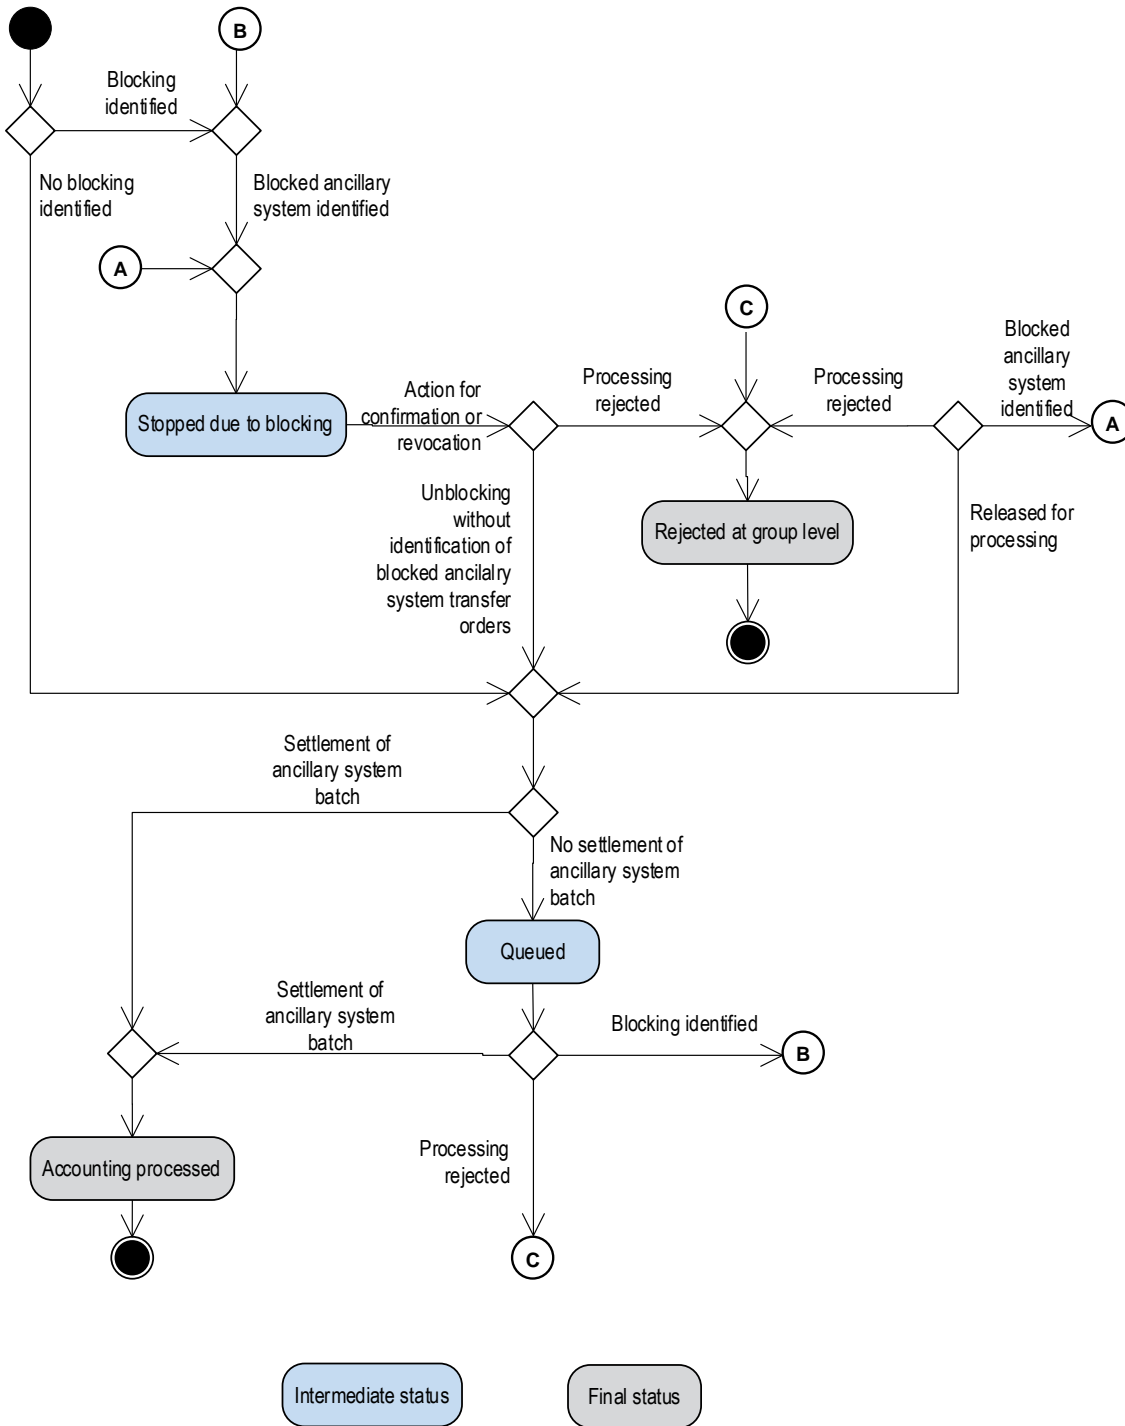 B
Blocking
identified
No blocking
identified
Blocked ancillary
system identified
A
C
Blocked
ancillary
system
identified
Action for
confirmation or
revocation
Processing
rejected
Processing
rejected
Stopped due to blocking
A
Unblocking
without
identification of
blocked ancilalry
system transfer
orders
Rejected at group level
Released for
processing
Settlement of
ancillary system
batch
No settlement of
ancillary system
batch
Queued
Settlement of
ancillary system
batch
Blocking identified
B
Processing
rejected
Accounting processed
C
Intermediate status
Final status